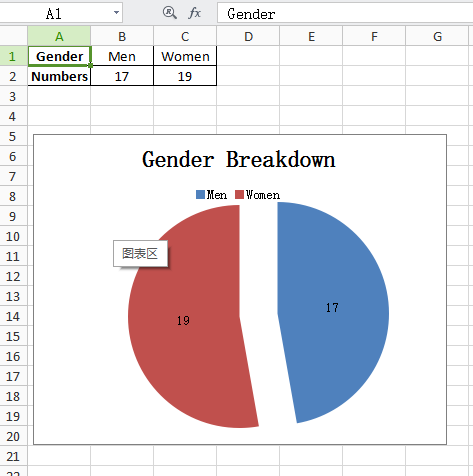 A1 fx Gender
A B C D E F G
1 Gender Men Women
2 Numbers 17 19
3
4
5
6 Gender Breakdown
7
8 Men Women
9
10
11 图表区
12
13
14 19 17
15
16
17
18
19
20
21
22